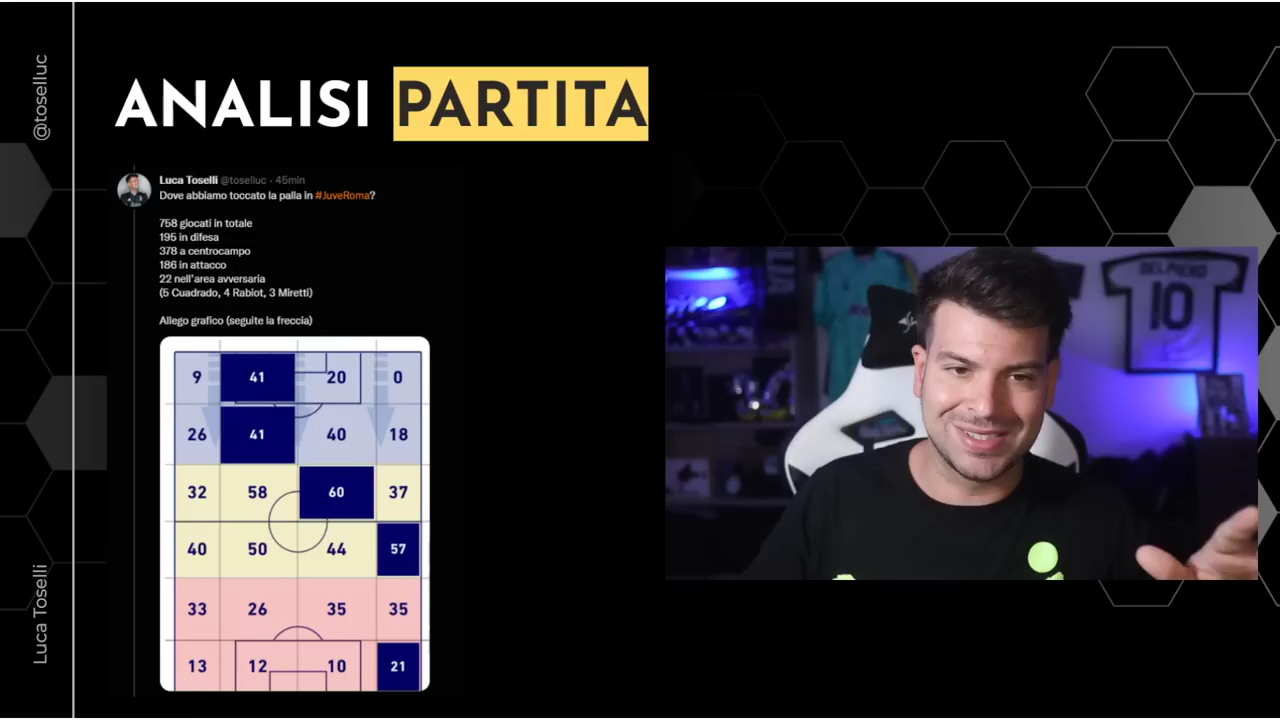 @toselluc
Luca Toselli
ANALISI PARTITA
Luca Toselli @toselluc · 45min
Dove abbiamo toccato la palla in #JuveRoma?
758 giocati in totale
195 in difesa
378 a centrocampo
186 in attacco
22 nell'area avversaria
(5 Cuadrado, 4 Rabiot, 3 Miretti)
Allego grafico (seguite la freccia)
9 41 20 0
26 41 40 18
32 58 60 37
40 50 44 57
33 26 35 35
13 12 10 21
DEL PIERO
10